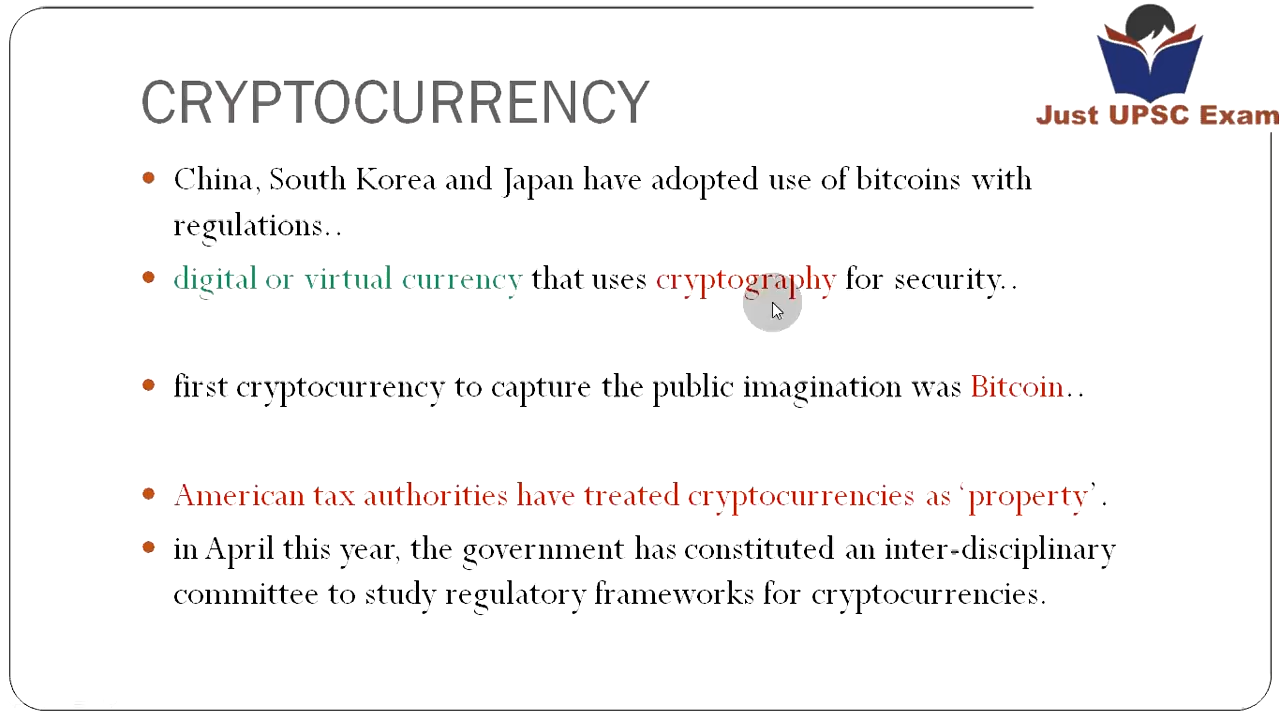 Just UPSC Exam
CRYPTOCURRENCY
China, South Korea and Japan have adopted use of bitcoins with
regulations..
digital or virtual currency that uses cryptography for security..
first cryptocurrency to capture the public imagination was Bitcoin..
American tax authorities have treated cryptocurrencies as ‘property’.
in April this year, the government has constituted an inter-disciplinary
committee to study regulatory frameworks for cryptocurrencies.